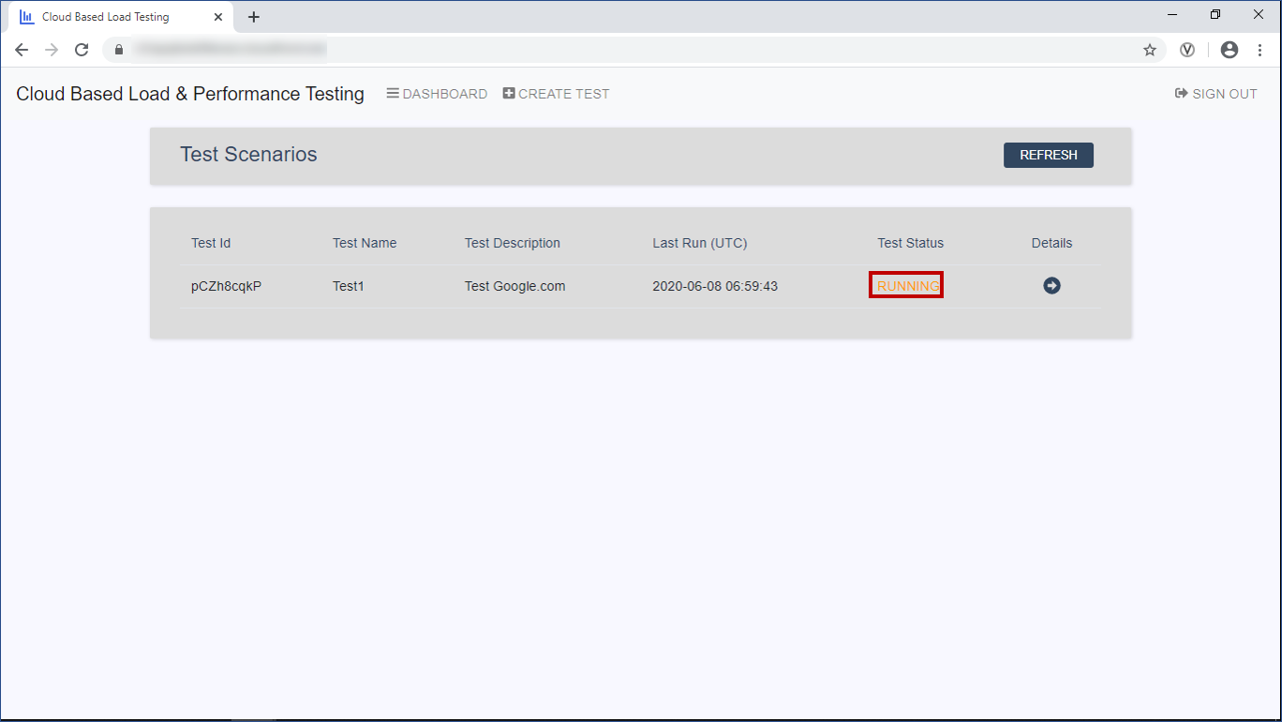 Cloud Based Load Testing
Cloud Based Load & Performance Testing DASHBOARD CREATE TEST SIGN OUT
Test Scenarios REFRESH
Test Id Test Name Test Description Last Run (UTC) Test Status Details
pCZh8cqkP Test1 Test Google.com 2020-06-08 06:59:43 RUNNING